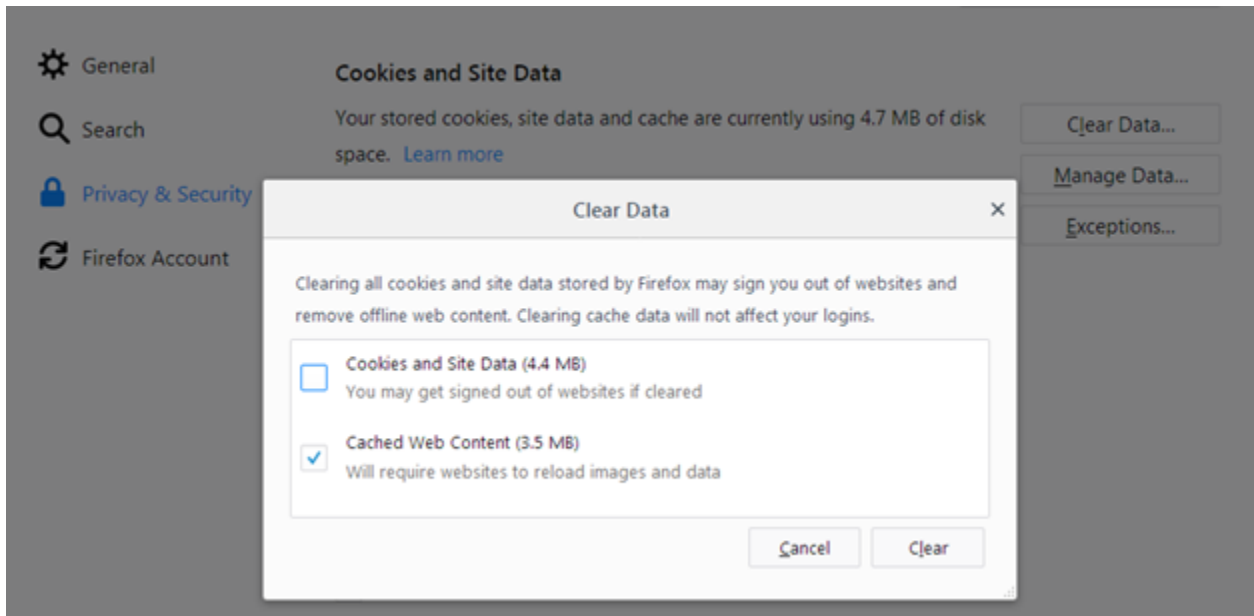 General
Search
Privacy & Security
Firefox Account
Cookies and Site Data
Your stored cookies, site data and cache are currently using 4.7 MB of disk
space. Learn more
Clear Data...
Manage Data...
Exceptions...
Clear Data
Clearing all cookies and site data stored by Firefox may sign you out of websites and
remove offline web content. Clearing cache data will not affect your logins.
Cookies and Site Data (4.4 MB)
You may get signed out of websites if cleared
Cached Web Content (3.5 MB)
Will require websites to reload images and data
Cancel
Clear